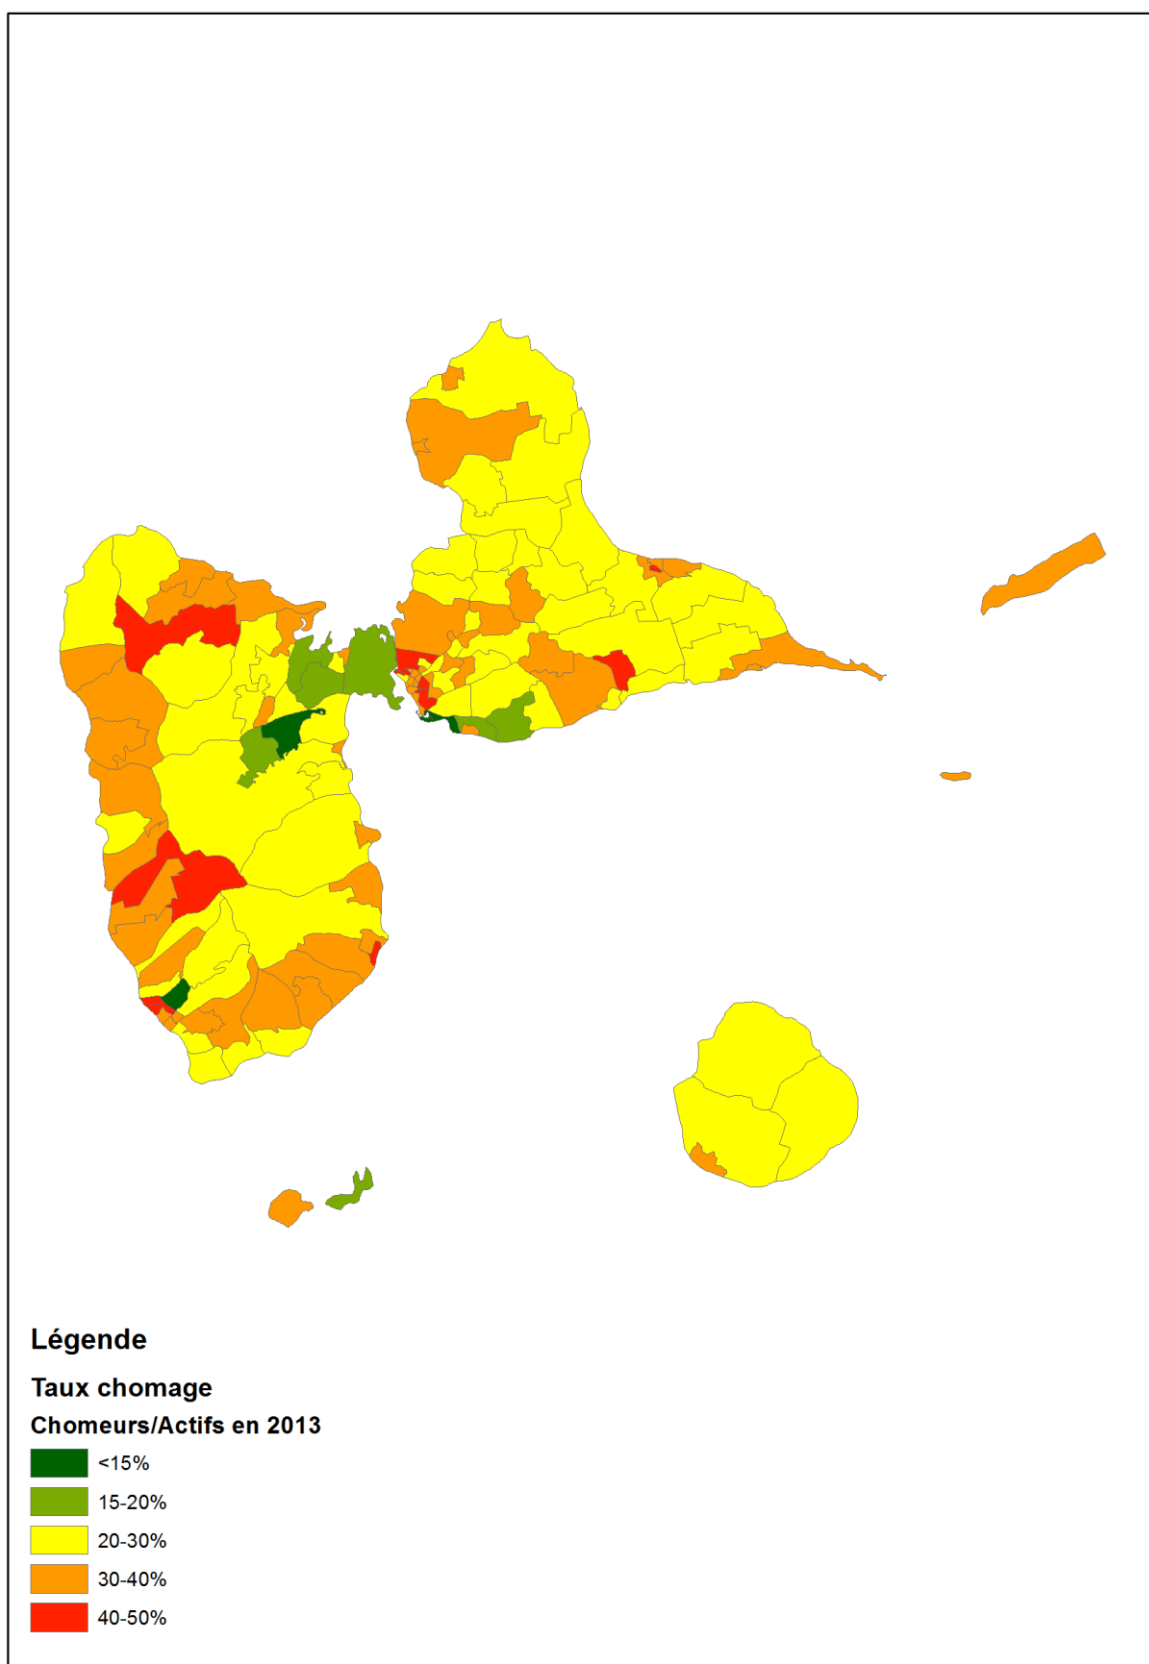 Légende
Taux chomage
Chomeurs/Actifs en 2013
<15%
15-20%
20-30%
30-40%
40-50%